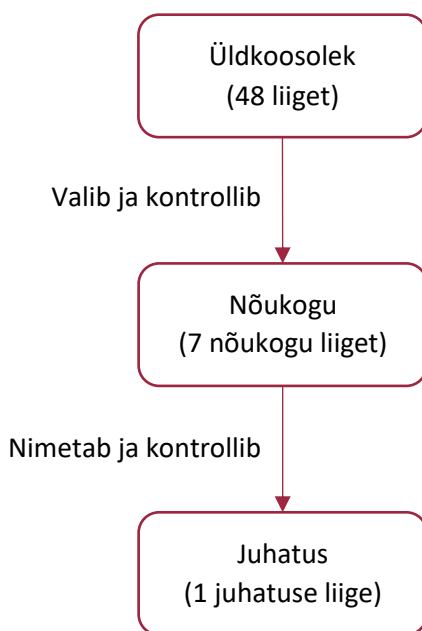 Üldkoosolek
(48 liiget)
Valib ja kontrollib
Nõukogu
(7 nõukogu liiget)
Nimetab ja kontrollib
Juhatus
(1 juhatuse liige)